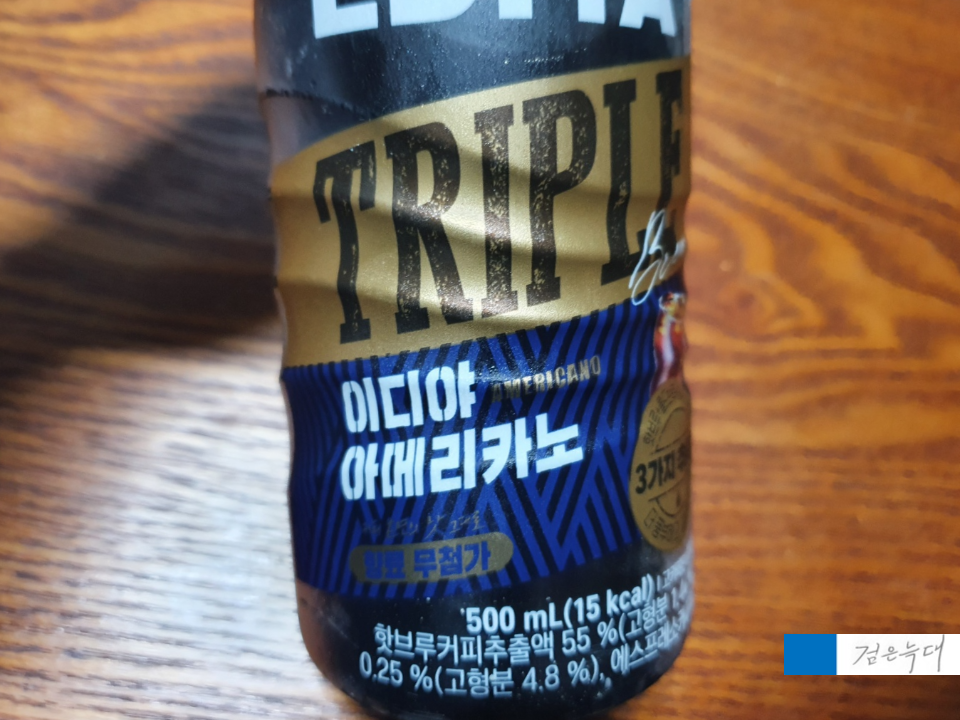 EDIYA
TRIPLE
AMERICANO
이디야
아메리카노
3가지
향료 무첨가
500 mL(15 kcal)
핫브루커피추출액 55 %(고형분
0.25 %(고형분 4.8 %), 에스프레소
검은늑대